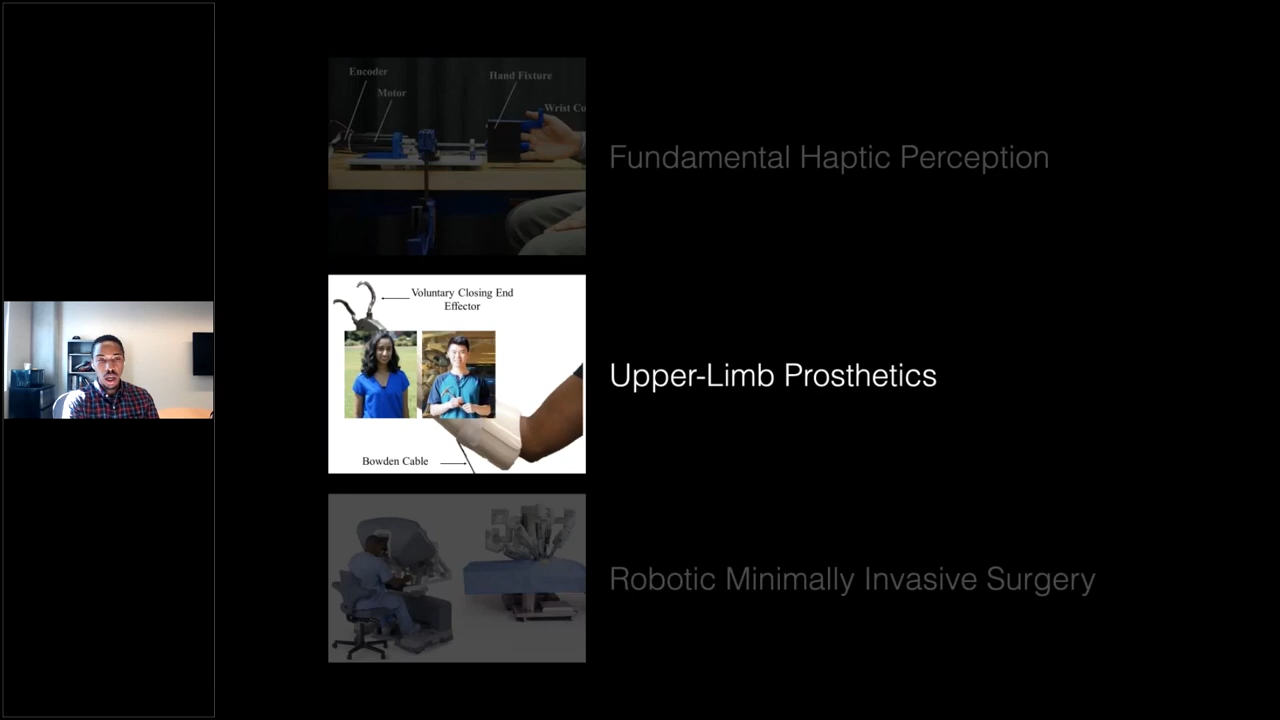 Encoder
Motor
Hand Fixture
Wrist Co
Fundamental Haptic Perception
Voluntary Closing End
Effector
Bowden Cable
Upper-Limb Prosthetics
Robotic Minimally Invasive Surgery